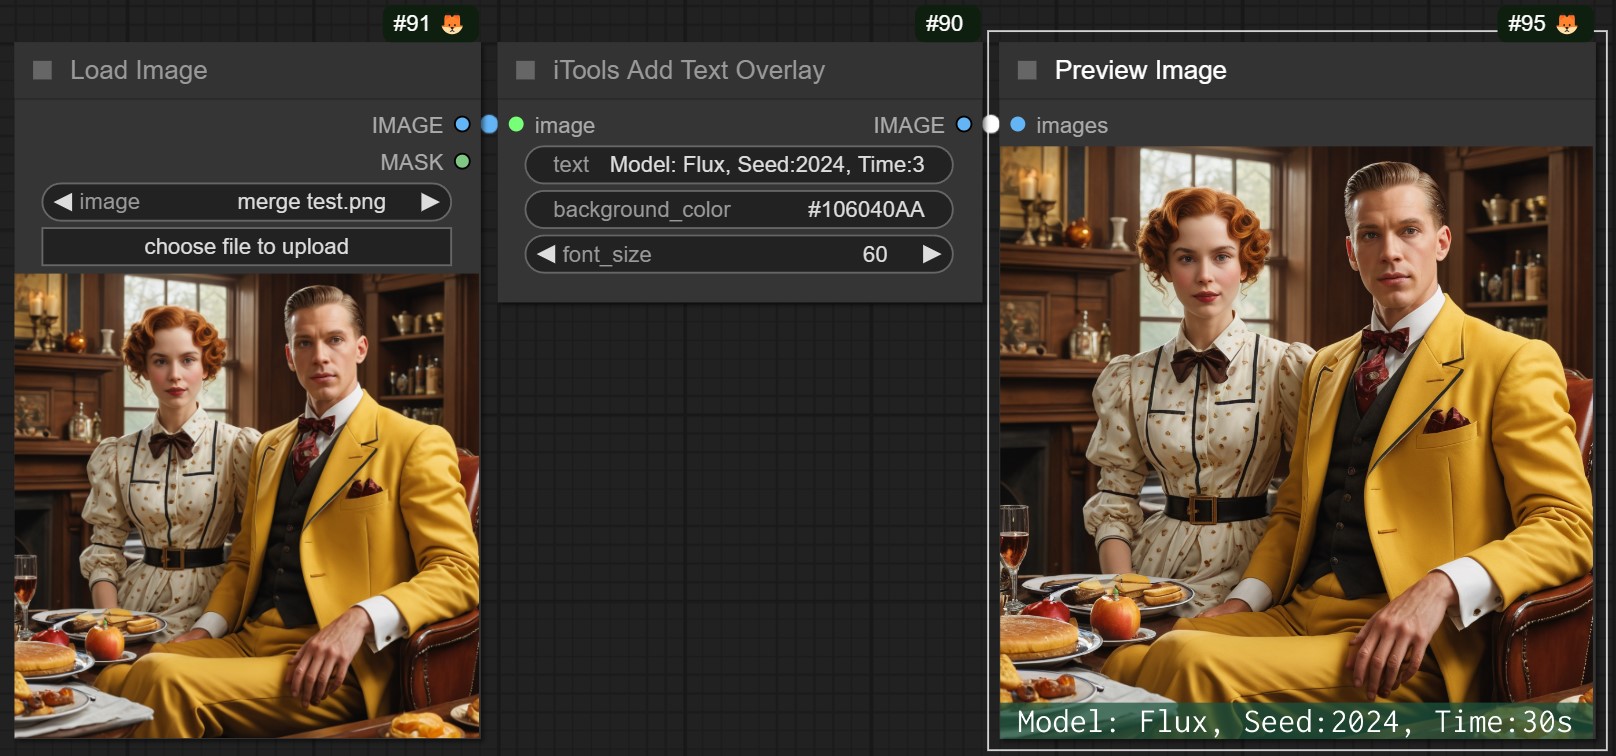 #91
Load Image
IMAGE
MASK
image merge test.png
choose file to upload
#90
iTools Add Text Overlay
image IMAGE
text Model: Flux, Seed:2024, Time:3
background_color #106040AA
font_size 60
#95
Preview Image
images
Model: Flux, Seed:2024, Time:30s